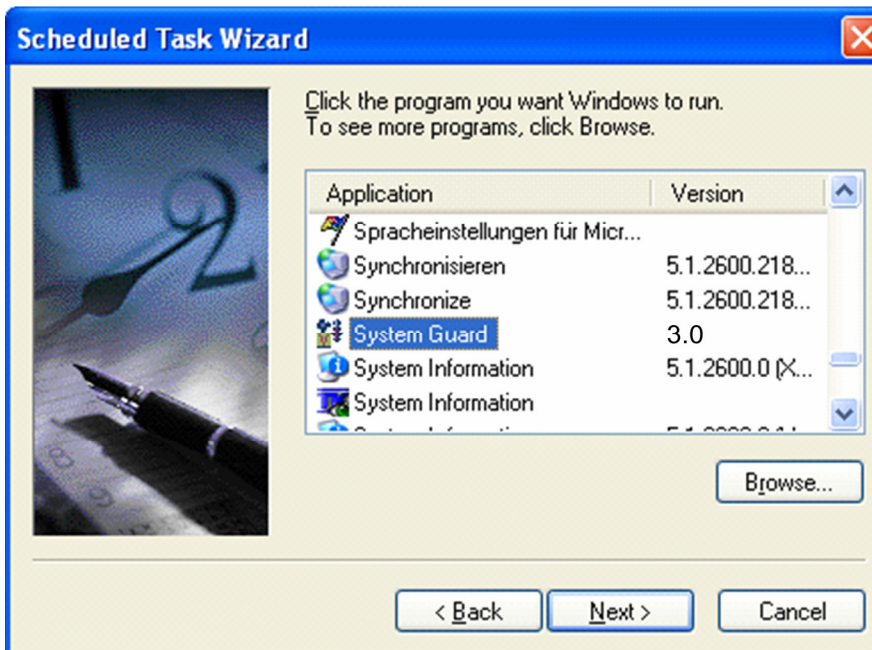 Scheduled Task Wizard
Click the program you want Windows to run.
To see more programs, click Browse.
Application Version
Spracheinstellungen für Micr...
Synchronisieren 5.1.2600.218...
Synchronize 5.1.2600.218...
System Guard 3.0
System Information 5.1.2600.0 (X...
System Information
Browse...
< Back Next > Cancel